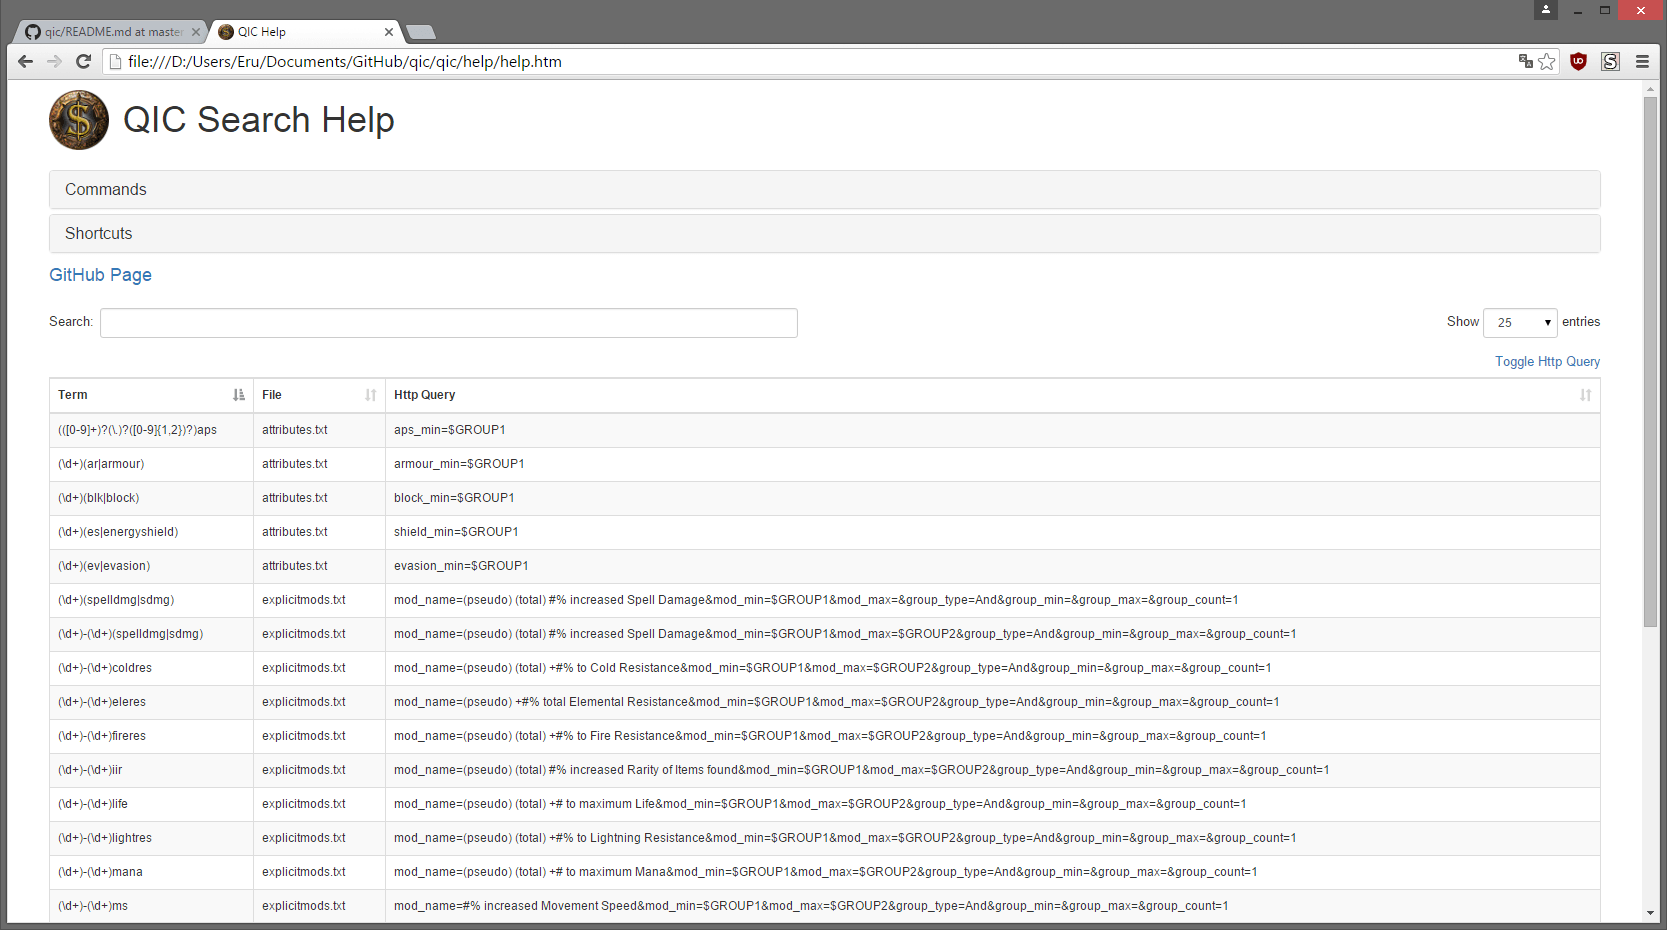 qic/README.md at master
QIC Help
file:///D:/Users/Eru/Documents/GitHub/qic/qic/help/help.htm
QIC Search Help
Commands
Shortcuts
GitHub Page
Search:
Show 25 entries
Toggle Http Query
Term File Http Query
(([0-9]+)?(\.)?([0-9]{1,2})?)aps attributes.txt aps_min=$GROUP1
(\d+)(ar|armour) attributes.txt armour_min=$GROUP1
(\d+)(blk|block) attributes.txt block_min=$GROUP1
(\d+)(es|energyshield) attributes.txt shield_min=$GROUP1
(\d+)(ev|evasion) attributes.txt evasion_min=$GROUP1
(\d+)(spelldmg|sdmg) explicitmods.txt mod_name=(pseudo) (total) #% increased Spell Damage&mod_min=$GROUP1&mod_max=&group_type=And&group_min=&group_max=&group_count=1
(\d+)-(\d+)(spelldmg|sdmg) explicitmods.txt mod_name=(pseudo) (total) #% increased Spell Damage&mod_min=$GROUP1&mod_max=$GROUP2&group_type=And&group_min=&group_max=&group_count=1
(\d+)-(\d+)coldres explicitmods.txt mod_name=(pseudo) (total) +#% to Cold Resistance&mod_min=$GROUP1&mod_max=$GROUP2&group_type=And&group_min=&group_max=&group_count=1
(\d+)-(\d+)eleres explicitmods.txt mod_name=(pseudo) +#% total Elemental Resistance&mod_min=$GROUP1&mod_max=$GROUP2&group_type=And&group_min=&group_max=&group_count=1
(\d+)-(\d+)fireres explicitmods.txt mod_name=(pseudo) (total) +#% to Fire Resistance&mod_min=$GROUP1&mod_max=$GROUP2&group_type=And&group_min=&group_max=&group_count=1
(\d+)-(\d+)iir explicitmods.txt mod_name=(pseudo) (total) #% increased Rarity of Items found&mod_min=$GROUP1&mod_max=$GROUP2&group_type=And&group_min=&group_max=&group_count=1
(\d+)-(\d+)life explicitmods.txt mod_name=(pseudo) (total) +# to maximum Life&mod_min=$GROUP1&mod_max=$GROUP2&group_type=And&group_min=&group_max=&group_count=1
(\d+)-(\d+)lightres explicitmods.txt mod_name=(pseudo) (total) +#% to Lightning Resistance&mod_min=$GROUP1&mod_max=$GROUP2&group_type=And&group_min=&group_max=&group_count=1
(\d+)-(\d+)mana explicitmods.txt mod_name=(pseudo) (total) +# to maximum Mana&mod_min=$GROUP1&mod_max=$GROUP2&group_type=And&group_min=&group_max=&group_count=1
(\d+)-(\d+)ms explicitmods.txt mod_name=#% increased Movement Speed&mod_min=$GROUP1&mod_max=$GROUP2&group_type=And&group_min=&group_max=&group_count=1